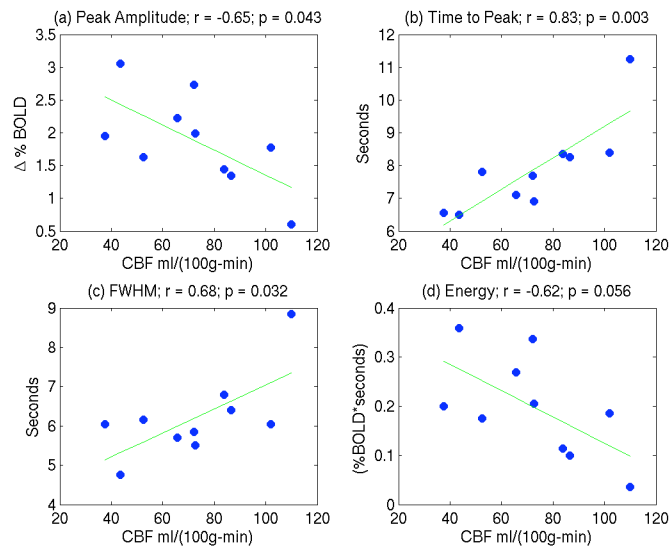 (a) Peak Amplitude; r = -0.65; p = 0.043
3.5
3
2.5
2
1.5
1
0.5
Δ % BOLD
20 40 60 80 100 120
CBF ml/(100g-min)
(b) Time to Peak; r = 0.83; p = 0.003
12
11
10
9
8
7
6
Seconds
20 40 60 80 100 120
CBF ml/(100g-min)
(c) FWHM; r = 0.68; p = 0.032
9
8
7
6
5
4
Seconds
20 40 60 80 100 120
CBF ml/(100g-min)
(d) Energy; r = -0.62; p = 0.056
0.4
0.3
0.2
0.1
0
(%BOLD*seconds)
20 40 60 80 100 120
CBF ml/(100g-min)